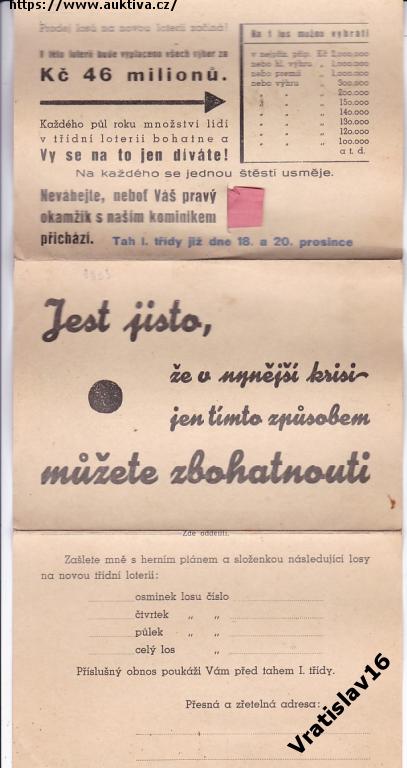 https://www.auktiva.cz/
Prodej losů na novou loterii začíná!
V této loterii bude vyplaceno všech výher za
Kč 46 milionů.
Každého půl roku množství lidí
v třídní loterii bohatne a
Vy se na to jen díváte!
Na 1 los možno vyhráti
v nejpřízn. příp. Kč 2,000.000
nebo hl. výhru „ 1,000.000
nebo premii „ 1,000.000
nebo výhru „ 300.000
„ „ 200.000
„ „ 150.000
„ „ 140.000
„ „ 130.000
„ „ 120.000
„ „ 100.000
a t. d.
Na každého se jednou štěstí usměje.
Neváhejte, neboť Váš pravý
okamžik s naším kominíkem
přichází. Tah I. třídy již dne 18. a 20. prosince
Jest jisto,
že v nynější krisi
jen tímto způsobem
můžete zbohatnouti
Zde odděliti.
Zašlete mně s herním plánem a složenkou následující losy
na novou třídní loterii:
osminek losu číslo
čtvrtek „ „
půlek „ „
celý los „
Příslušný obnos poukáži Vám před tahem I. třídy.
Přesná a zřetelná adresa:
Vratislav16